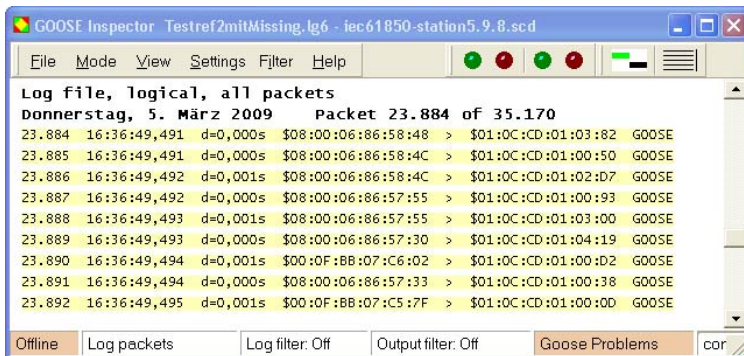 GOOSE Inspector Testref2mitMissing.lg6 - iec61850-station5.9.8.scd
File Mode View Settings Filter Help
Log file, logical, all packets
Donnerstag, 5. März 2009 Packet 23.884 of 35.170
23.884 16:36:49,491 d=0,000s $08:00:06:86:58:48 > $01:0C:CD:01:03:82 GOOSE
23.885 16:36:49,491 d=0,000s $08:00:06:86:58:4C > $01:0C:CD:01:00:50 GOOSE
23.886 16:36:49,492 d=0,001s $08:00:06:86:58:4C > $01:0C:CD:01:02:D7 GOOSE
23.887 16:36:49,492 d=0,000s $08:00:06:86:57:55 > $01:0C:CD:01:00:93 GOOSE
23.888 16:36:49,493 d=0,001s $08:00:06:86:57:55 > $01:0C:CD:01:03:00 GOOSE
23.889 16:36:49,493 d=0,000s $08:00:06:86:57:30 > $01:0C:CD:01:04:19 GOOSE
23.890 16:36:49,494 d=0,001s $00:0F:BB:07:C6:02 > $01:0C:CD:01:00:D2 GOOSE
23.891 16:36:49,494 d=0,000s $08:00:06:86:57:33 > $01:0C:CD:01:00:38 GOOSE
23.892 16:36:49,495 d=0,001s $00:0F:BB:07:C5:7F > $01:0C:CD:01:00:0D GOOSE
Offline Log packets Log filter: Off Output filter: Off Goose Problems cor